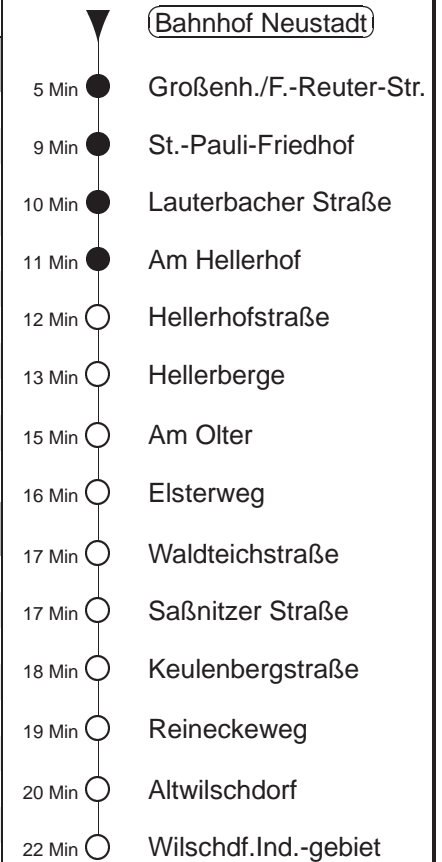 Bahnhof Neustadt
5 Min Großenh./F.-Reuter-Str.
9 Min St.-Pauli-Friedhof
10 Min Lauterbacher Straße
11 Min Am Hellerhof
12 Min Hellerhofstraße
13 Min Hellerberge
15 Min Am Olter
16 Min Elsterweg
17 Min Waldteichstraße
17 Min Saßnitzer Straße
18 Min Keulenbergstraße
19 Min Reineckeweg
20 Min Altwilschdorf
22 Min Wilschdf.Ind.-gebiet